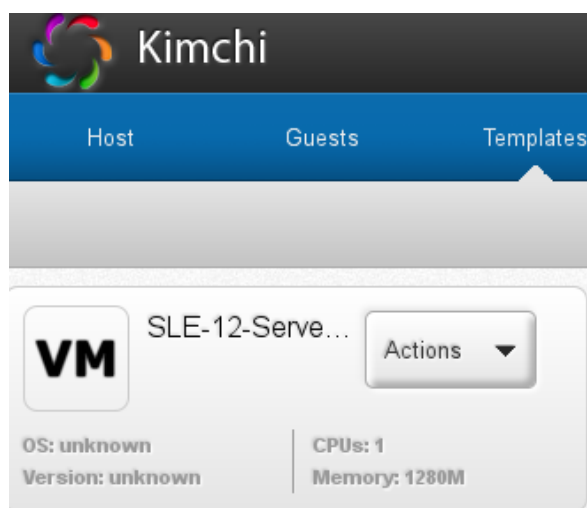 Kimchi
Host Guests Templates
VM SLE-12-Serve... Actions
OS: unknown CPUs: 1
Version: unknown Memory: 1280M